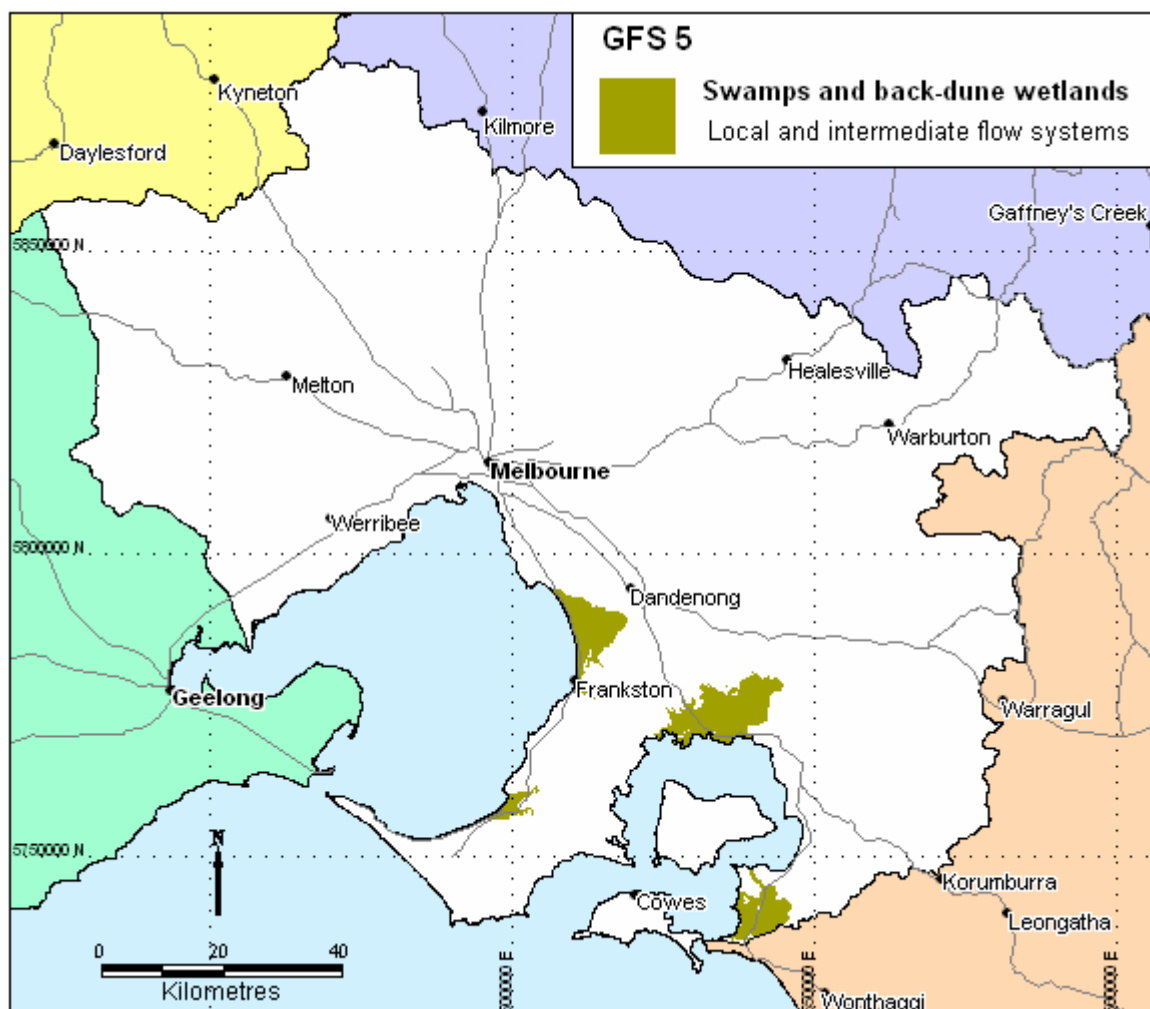 GFS 5
Swamps and back-dune wetlands
Local and intermediate flow systems
Kyneton
Kilmore
Daylesford
Gaffney's Creek
5850000 N
Healesville
Melton
Warburton
Melbourne
Werribee
5800000 N
Dandenong
Frankston
Geelong
Warragul
N
5750000 N
Korumburra
Cowes
Leongatha
0 20 40
Kilometres
Wonthaggi